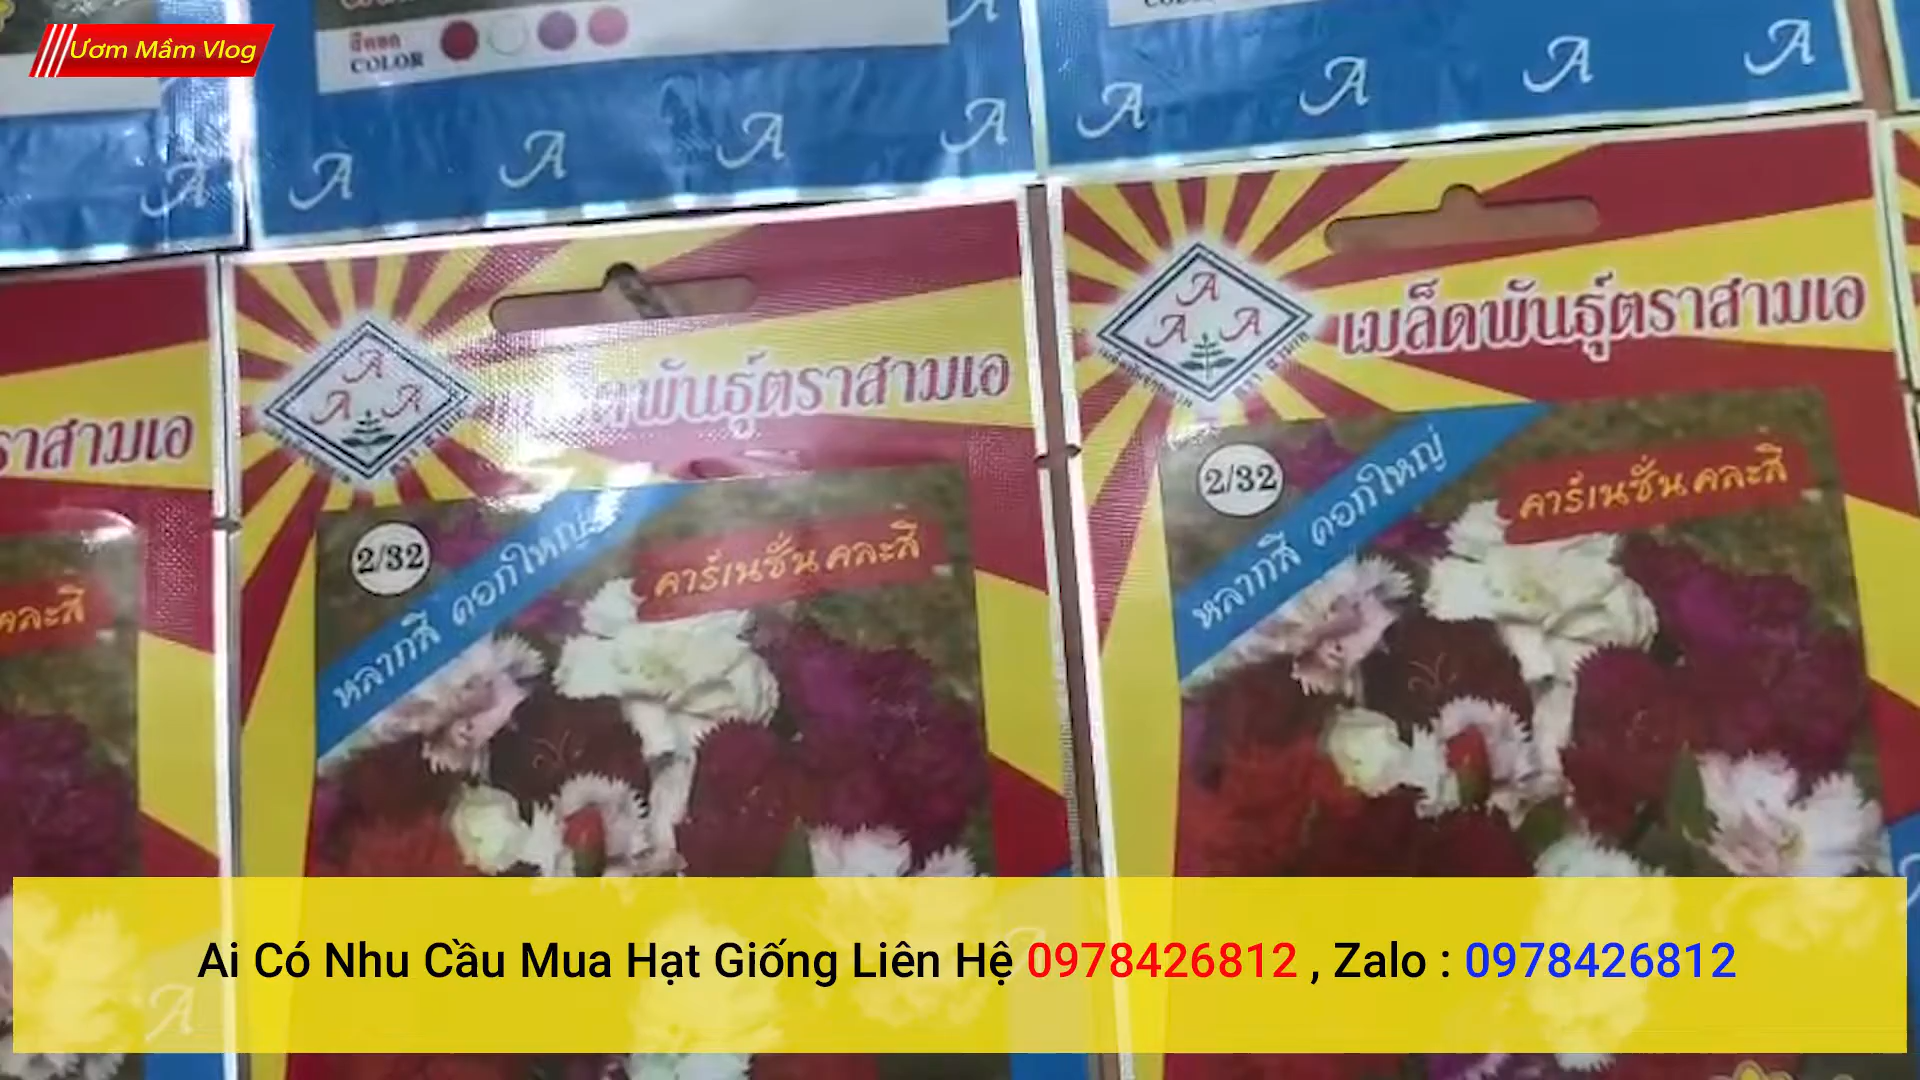 Ươm Mầm Vlog
สีดอก
COLOR
A A A A A
A A A A
ราสามเอ
A
A A
ดพันธุ์ตราสามเอ
A
A A
เมล็ดพันธุ์ตราสามเอ
คละสี
2/32
หลากสี ดอกใหญ่
คาร์เนชั่น คละสี
2/32
หลากสี ดอกใหญ่
คาร์เนชั่น คละสี
Ai Có Nhu Cầu Mua Hạt Giống Liên Hệ 0978426812 , Zalo : 0978426812
A